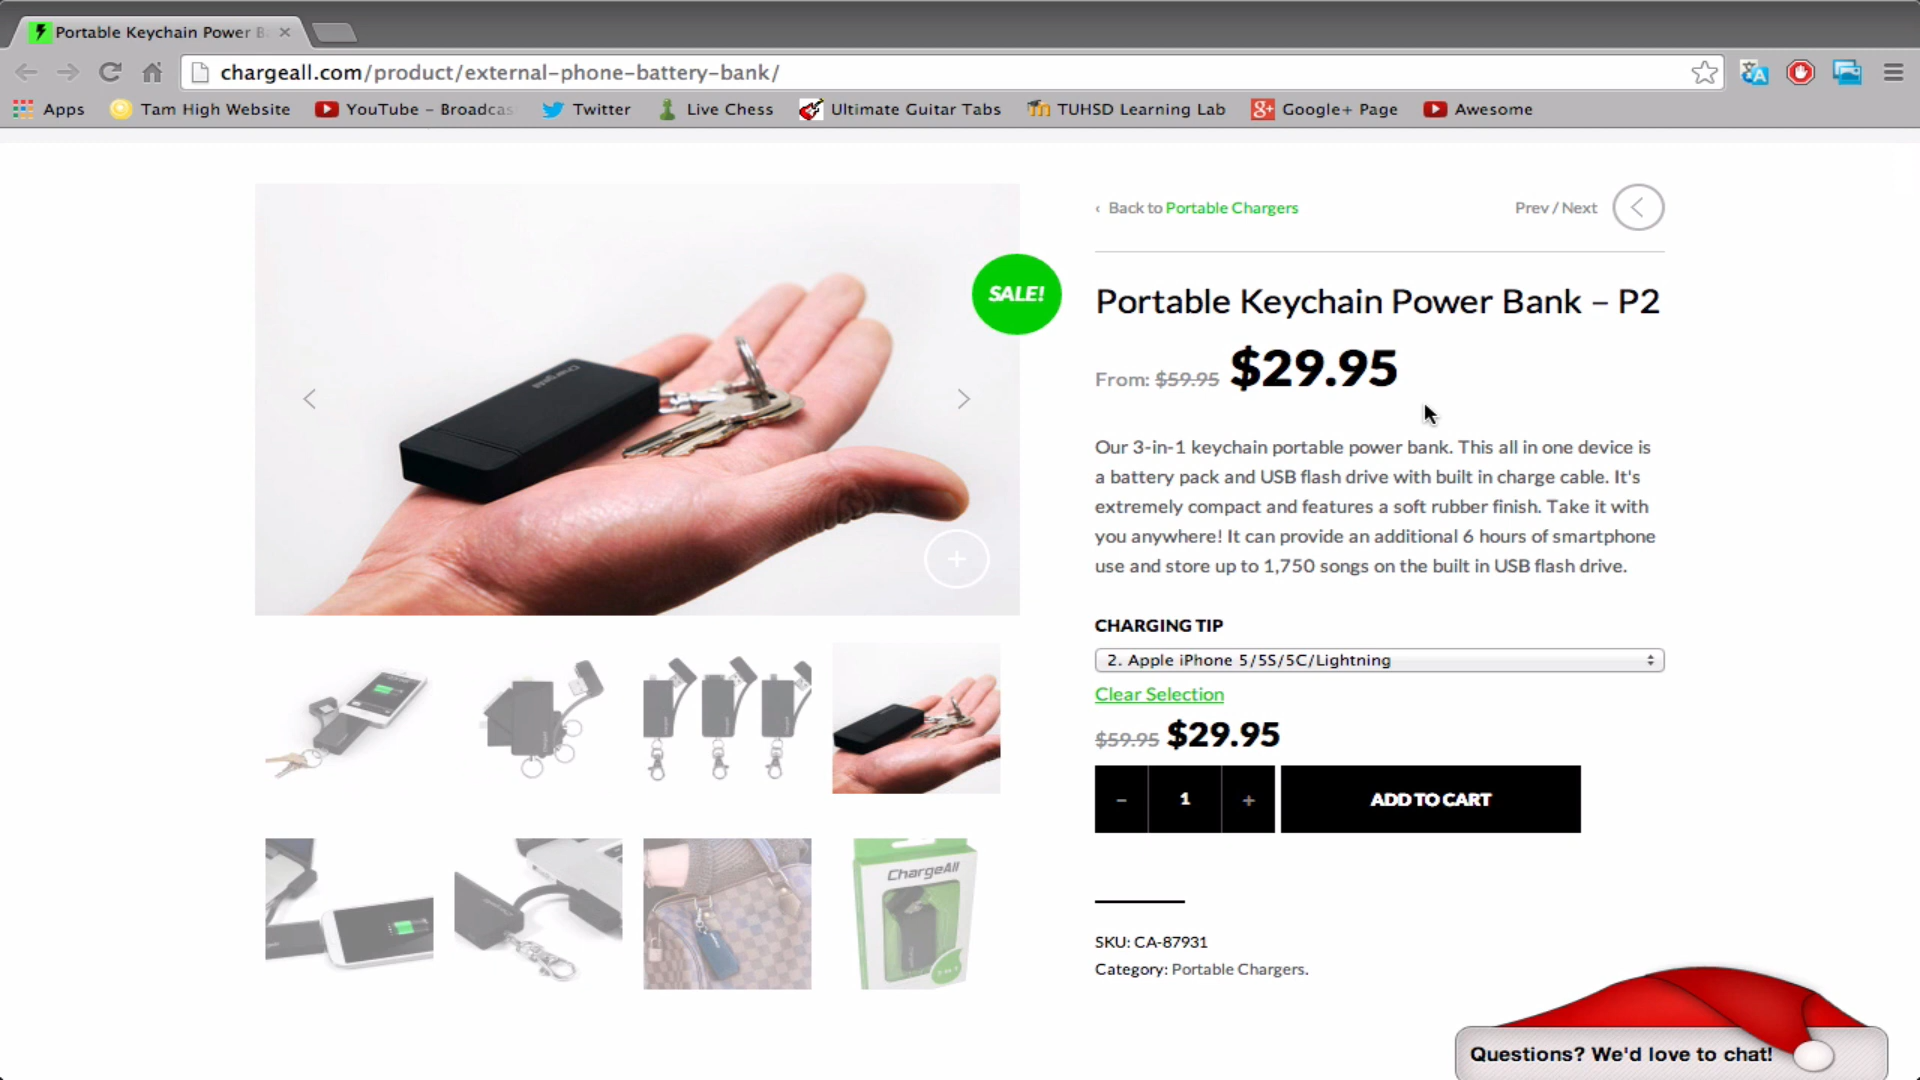 Portable Keychain Power B
chargeall.com/product/external-phone-battery-bank/
Apps Tam High Website YouTube – Broadcas Twitter Live Chess Ultimate Guitar Tabs TUHSD Learning Lab Google+ Page Awesome
‹ Back to Portable Chargers Prev / Next
SALE!
Portable Keychain Power Bank – P2
From: $59.95 $29.95
Our 3-in-1 keychain portable power bank. This all in one device is
a battery pack and USB flash drive with built in charge cable. It's
extremely compact and features a soft rubber finish. Take it with
you anywhere! It can provide an additional 6 hours of smartphone
use and store up to 1,750 songs on the built in USB flash drive.
CHARGING TIP
2. Apple iPhone 5/5S/5C/Lightning
Clear Selection
$59.95 $29.95
- 1 + ADD TO CART
ChargeAll
SKU: CA-87931
Category: Portable Chargers.
Questions? We'd love to chat!